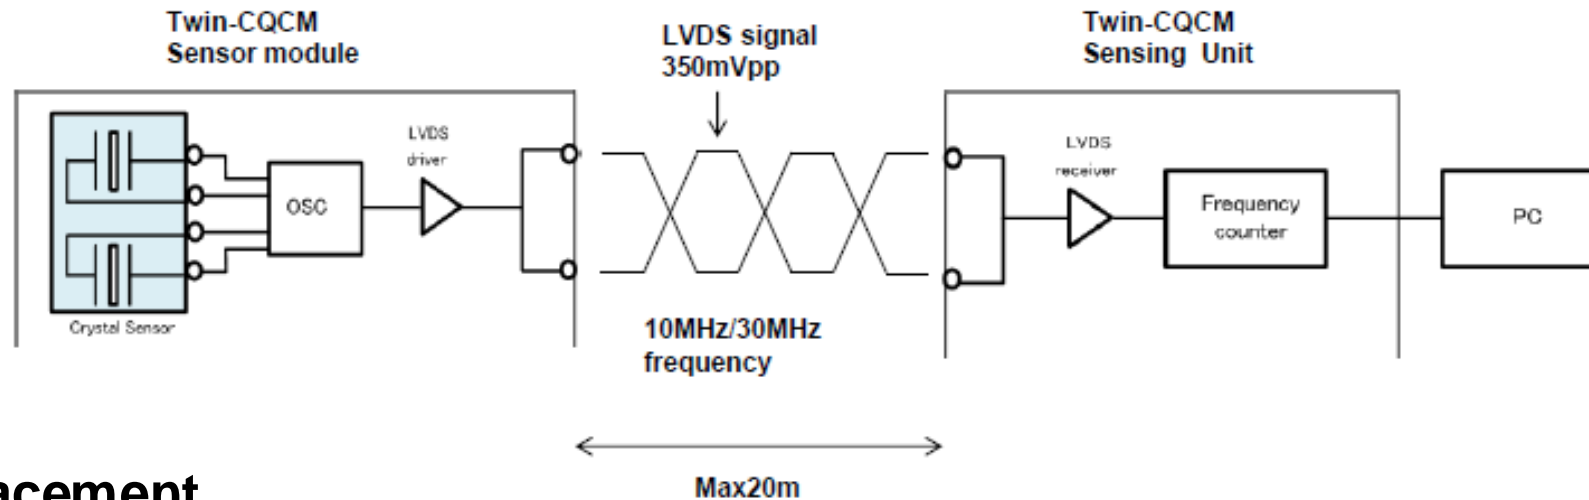 Twin-CQCM
Sensor module
LVDS signal
350mVpp
Twin-CQCM
Sensing Unit
LVDS
driver
LVDS
receiver
OSC
Frequency
counter
PC
Crystal Sensor
10MHz/30MHz
frequency
Max20m